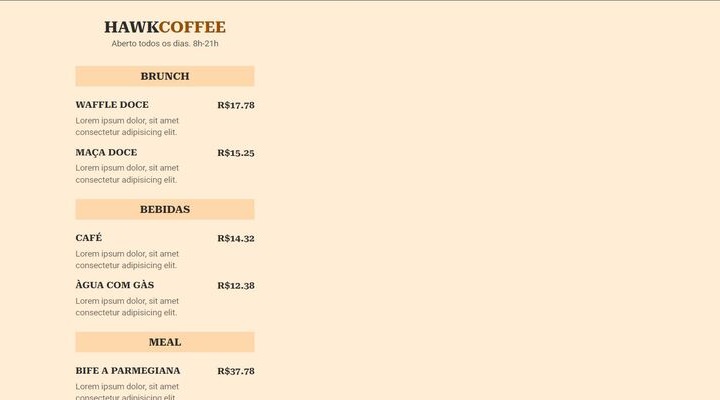 HAWKCOFFEE
Aberto todos os dias. 8h-21h
BRUNCH
WAFFLE DOCE R$17.78
Lorem ipsum dolor, sit amet
consectetur adipisicing elit.
MAÇA DOCE R$15.25
Lorem ipsum dolor, sit amet
consectetur adipisicing elit.
BEBIDAS
CAFÉ R$14.32
Lorem ipsum dolor, sit amet
consectetur adipisicing elit.
ÀGUA COM GÀS R$12.38
Lorem ipsum dolor, sit amet
consectetur adipisicing elit.
MEAL
BIFE A PARMEGIANA R$37.78
Lorem ipsum dolor, sit amet
consectetur adipisicing elit.